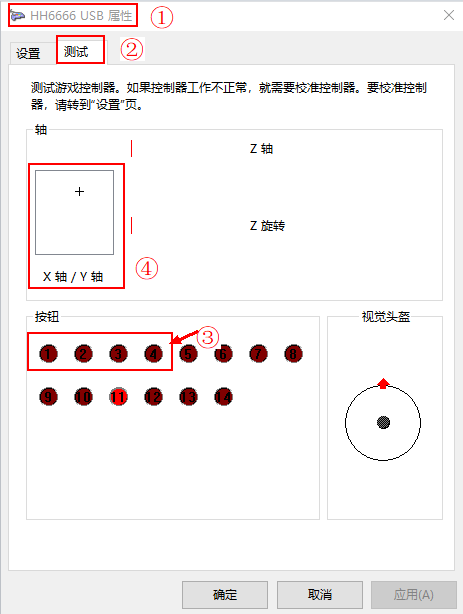 HH6666 USB 属性 ①
设置 测试 ②
测试游戏控制器。如果控制器工作不正常，就需要校准控制器。要校准控制
器，请转到“设置”页。
轴
Z 轴
Z 旋转
④
X 轴 / Y 轴
按钮 视觉头盔
③
1 2 3 4 5 6 7 8
9 10 11 12 13 14
确定 取消 应用(A)